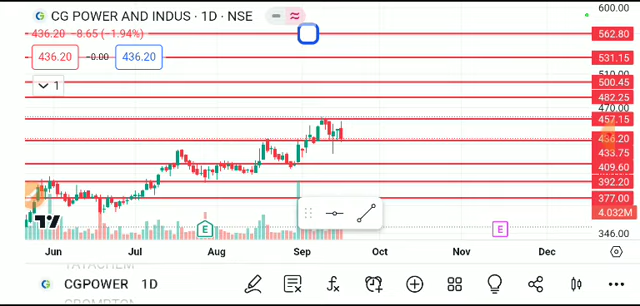 CG POWER AND INDUS · 1D · NSE
436.20 −8.65 (−1.94%)
436.20 −0.00 436.20
1
600.00
562.80
531.15
510.00
500.45
482.25
470.00
457.15
436.20
433.75
409.60
392.20
377.00
4.032M
346.00
E
E
Jun Jul Aug Sep Oct Nov Dec
TATACHEM
CGPOWER 1D
CROMPTON